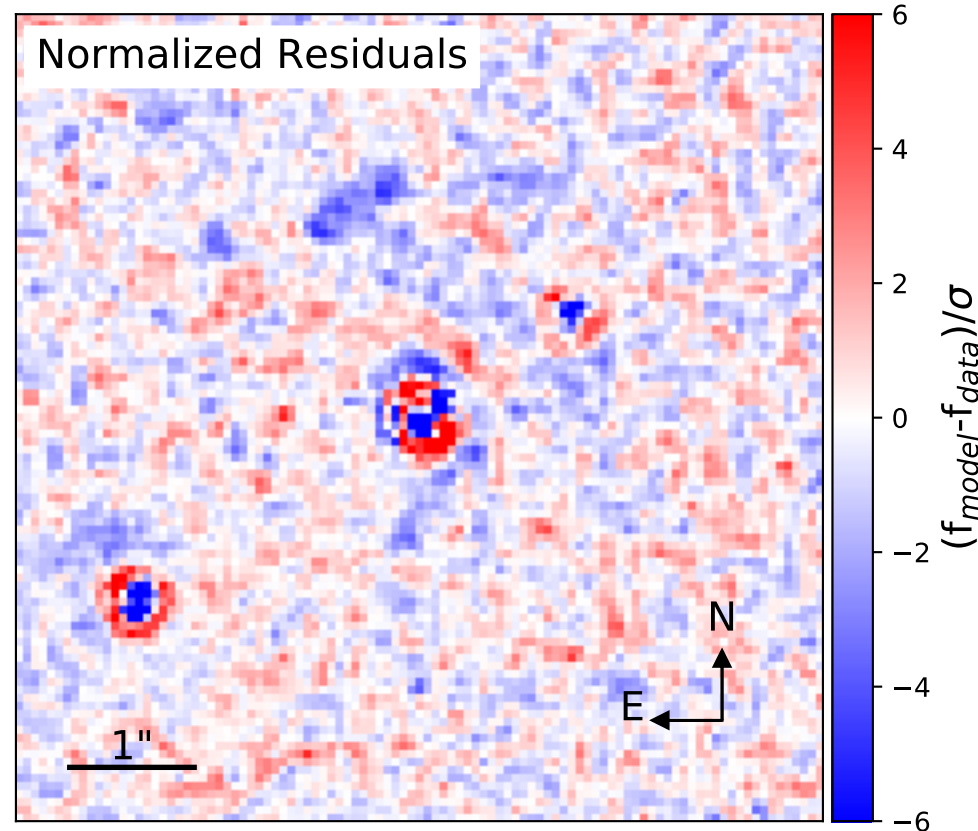 Normalized Residuals
6
4
2
0
−2
−4
−6
(f_model-f_data)/σ
N
E
1"